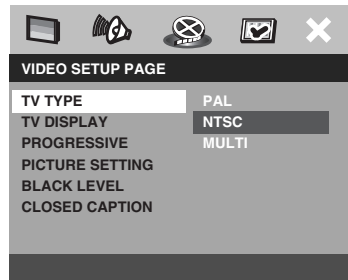 VIDEO SETUP PAGE
TV TYPE PAL
TV DISPLAY NTSC
PROGRESSIVE MULTI
PICTURE SETTING
BLACK LEVEL
CLOSED CAPTION